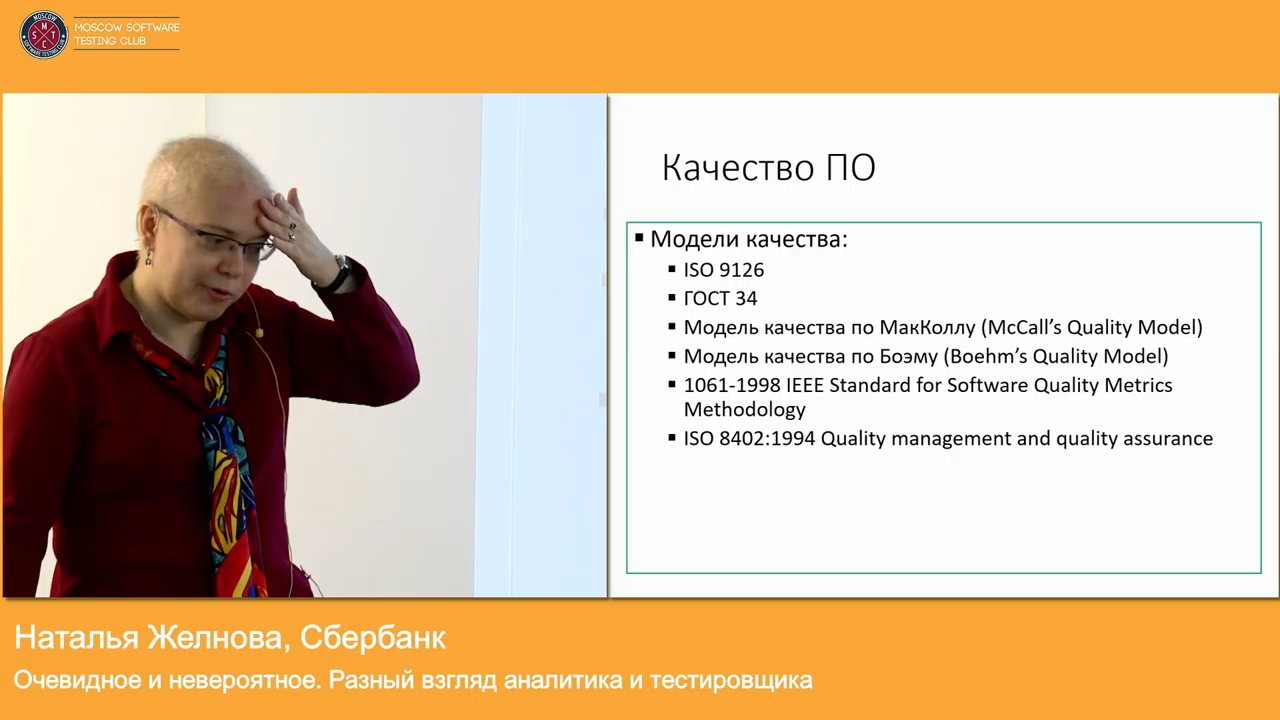 MOSCOW SOFTWARE
TESTING CLUB
Качество ПО
Модели качества:
ISO 9126
ГОСТ 34
Модель качества по МакКоллу (McCall’s Quality Model)
Модель качества по Боэму (Boehm’s Quality Model)
1061-1998 IEEE Standard for Software Quality Metrics
Methodology
ISO 8402:1994 Quality management and quality assurance
Наталья Желнова, Сбербанк
Очевидное и невероятное. Разный взгляд аналитика и тестировщика